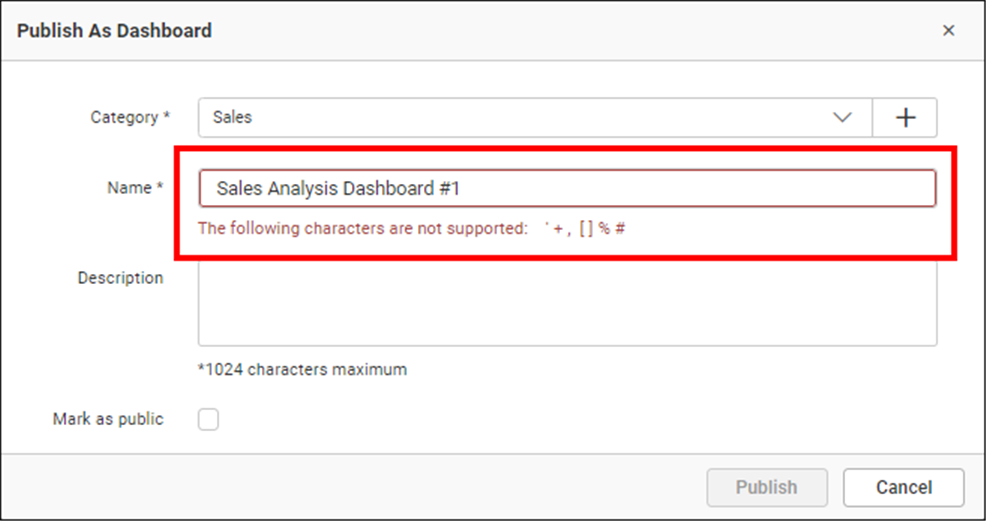 Publish As Dashboard ×
Category * Sales +
Name * Sales Analysis Dashboard #1
The following characters are not supported: ` + , [ ] % #
Description
*1024 characters maximum
Mark as public
Publish Cancel